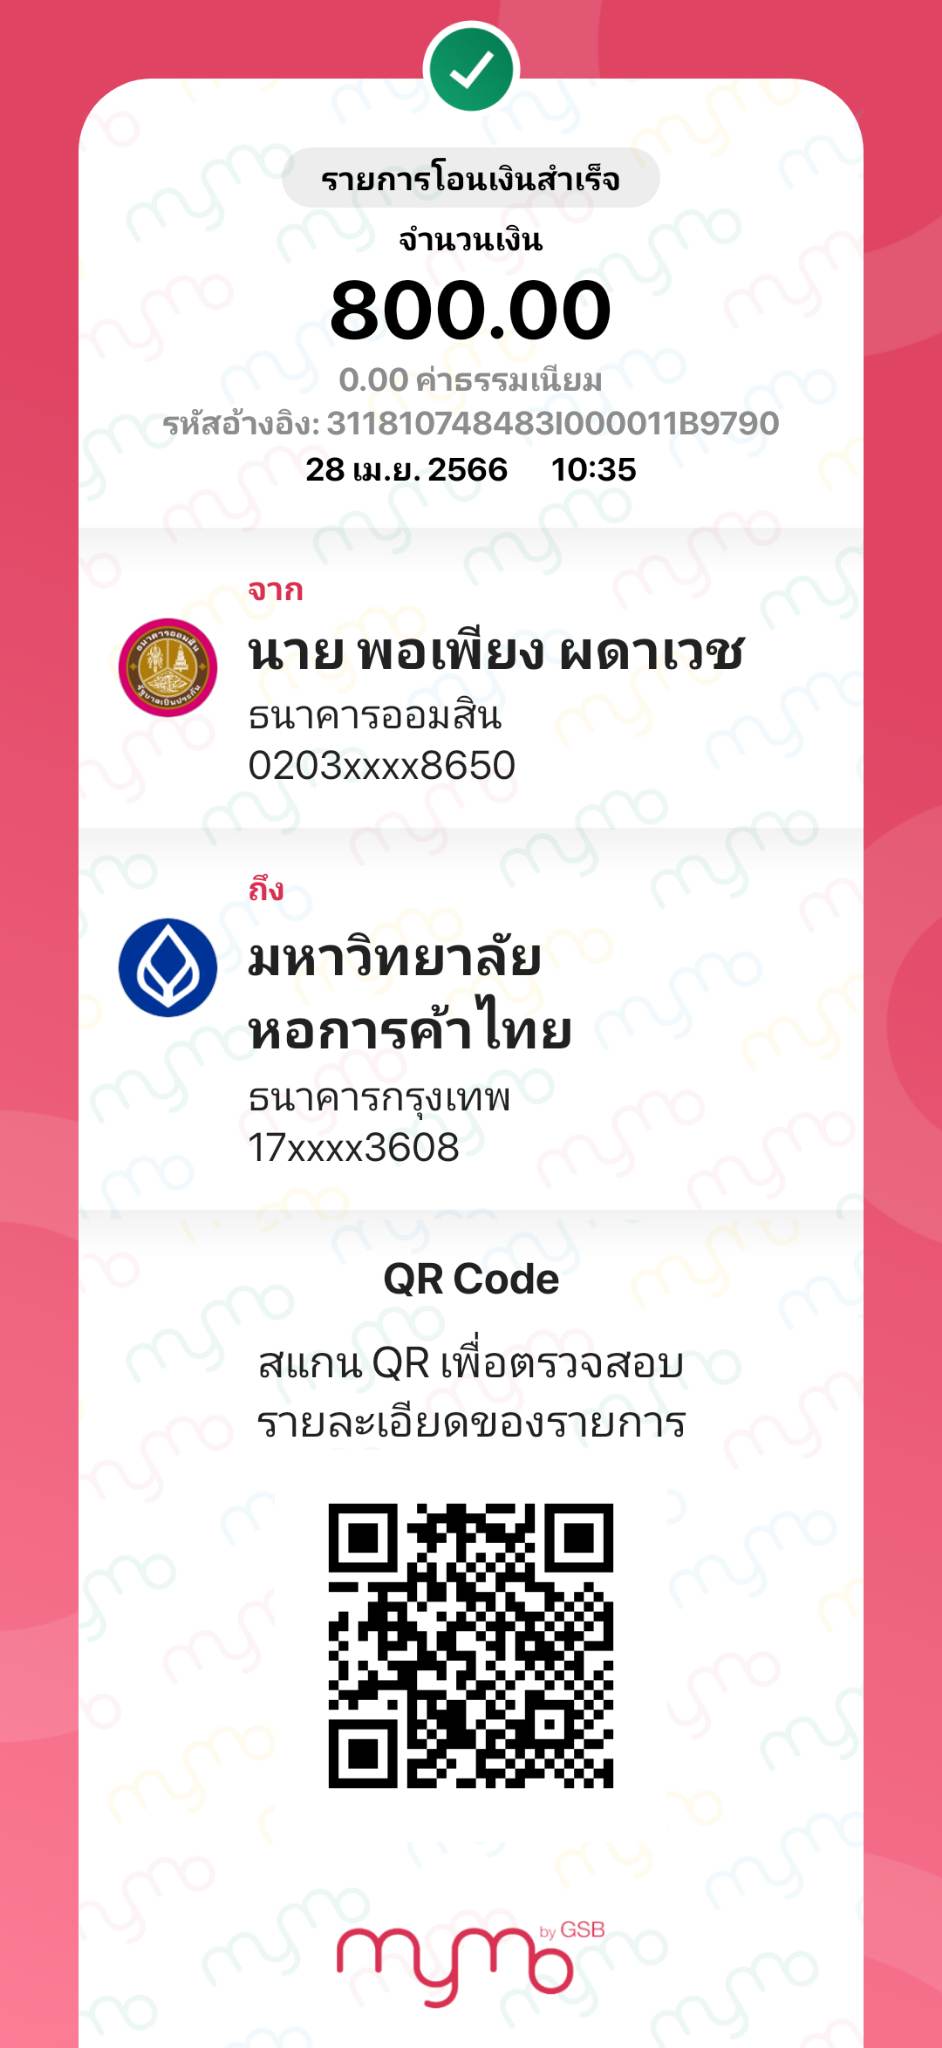 รายการโอนเงินสำเร็จ
จำนวนเงิน
800.00
0.00 ค่าธรรมเนียม
รหัสอ้างอิง: 311810748483I000011B9790
28 เม.ย. 2566 10:35
จาก
นาย พอเพียง ผดาเวช
ธนาคารออมสิน
0203xxxx8650
ถึง
มหาวิทยาลัย
หอการค้าไทย
ธนาคารกรุงเทพ
17xxxx3608
QR Code
สแกน QR เพื่อตรวจสอบ
รายละเอียดของรายการ
mymo by GSB